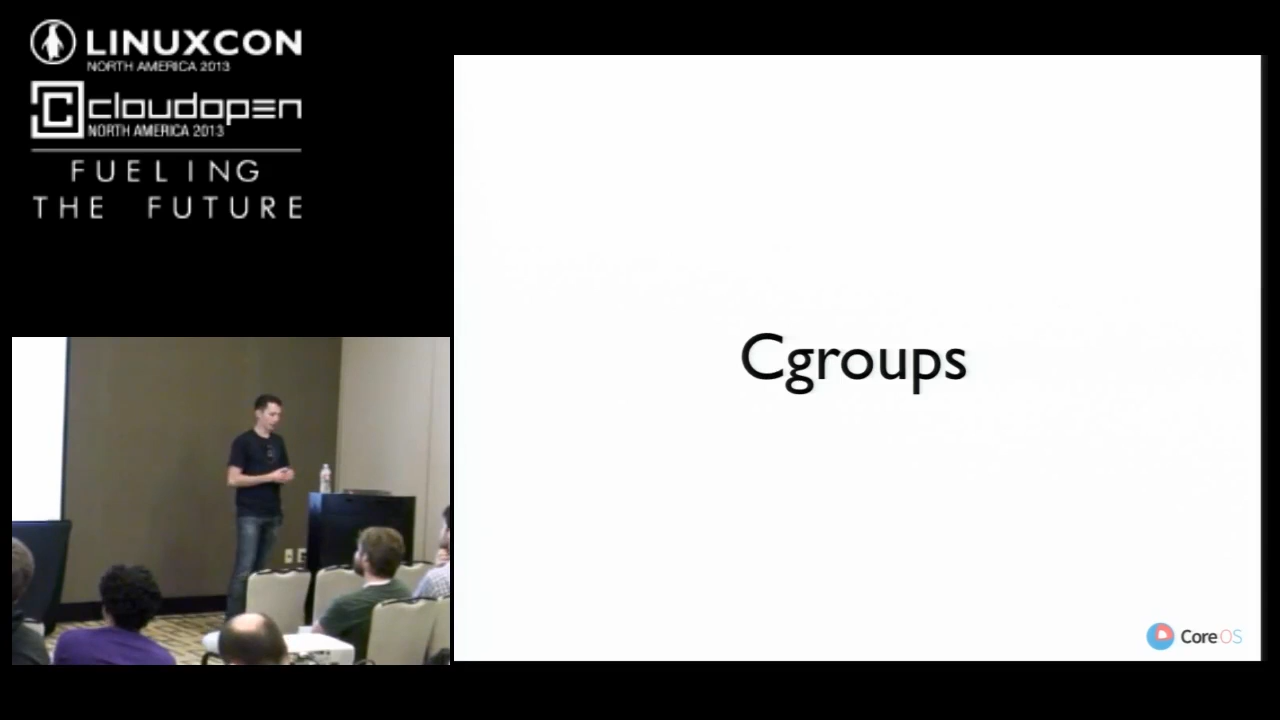 LINUXCON
NORTH AMERICA 2013
cloudopen
NORTH AMERICA 2013
FUELING
THE FUTURE
Cgroups
CoreOS